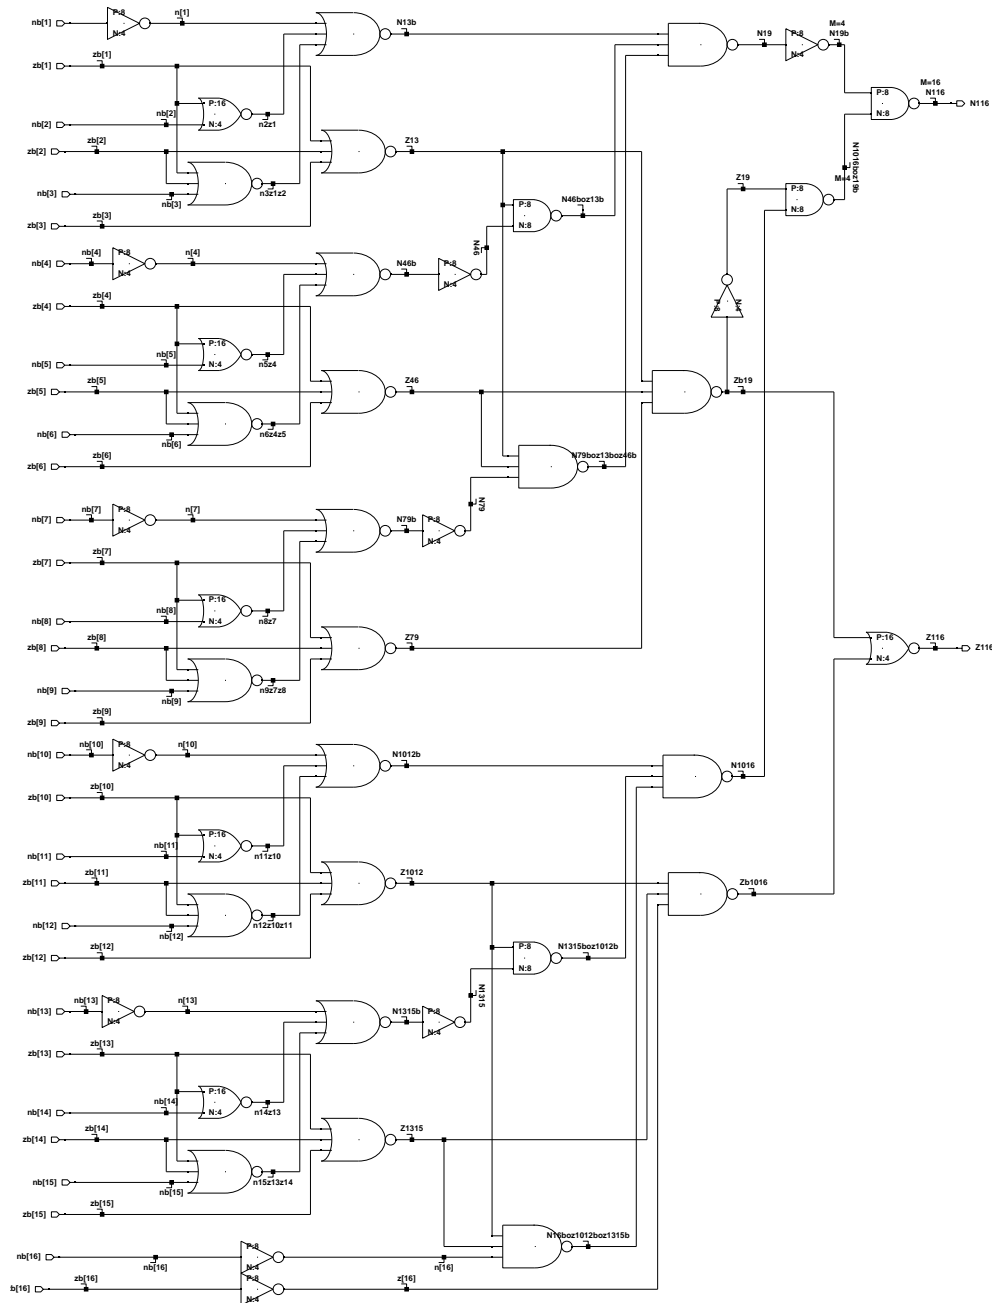 nb[1]
P:8
N:4
n[1]
N13b
zb[1]
zb[1]
nb[2]
nb[2]
P:16
N:4
n2z1
zb[2]
zb[2]
Z13
nb[3]
nb[3]
n3z1z2
zb[3]
zb[3]
N19
P:8
N:4
M=4
N19b
P:8
N:8
M=16
N116
N116
N1016boz19b
M=4
P:8
N:8
Z19
P:8
N:8
N46boz13b
nb[4]
nb[4]
P:8
N:4
n[4]
N46b
P:8
N:4
N46
zb[4]
zb[4]
P:8
N:4
nb[5]
nb[5]
P:16
N:4
n5z4
zb[5]
zb[5]
Z46
Zb19
nb[6]
nb[6]
n6z4z5
zb[6]
zb[6]
N79boz13boz46b
nb[7]
nb[7]
P:8
N:4
n[7]
N79b
P:8
N:4
N79
zb[7]
zb[7]
nb[8]
nb[8]
P:16
N:4
n8z7
zb[8]
zb[8]
Z79
P:16
N:4
Z116
Z116
nb[9]
nb[9]
n9z7z8
zb[9]
zb[9]
nb[10]
nb[10]
P:8
N:4
n[10]
N1012b
N1016
zb[10]
zb[10]
nb[11]
nb[11]
P:16
N:4
n11z10
zb[11]
zb[11]
Z1012
Zb1016
nb[12]
nb[12]
n12z10z11
zb[12]
zb[12]
P:8
N:8
N1315boz1012b
nb[13]
nb[13]
P:8
N:4
n[13]
N1315b
P:8
N:4
N1315
zb[13]
zb[13]
nb[14]
nb[14]
P:16
N:4
n14z13
zb[14]
zb[14]
Z1315
nb[15]
nb[15]
n15z13z14
zb[15]
zb[15]
N16boz1012boz1315b
nb[16]
nb[16]
P:8
N:4
n[16]
b[16]
zb[16]
P:8
N:4
z[16]